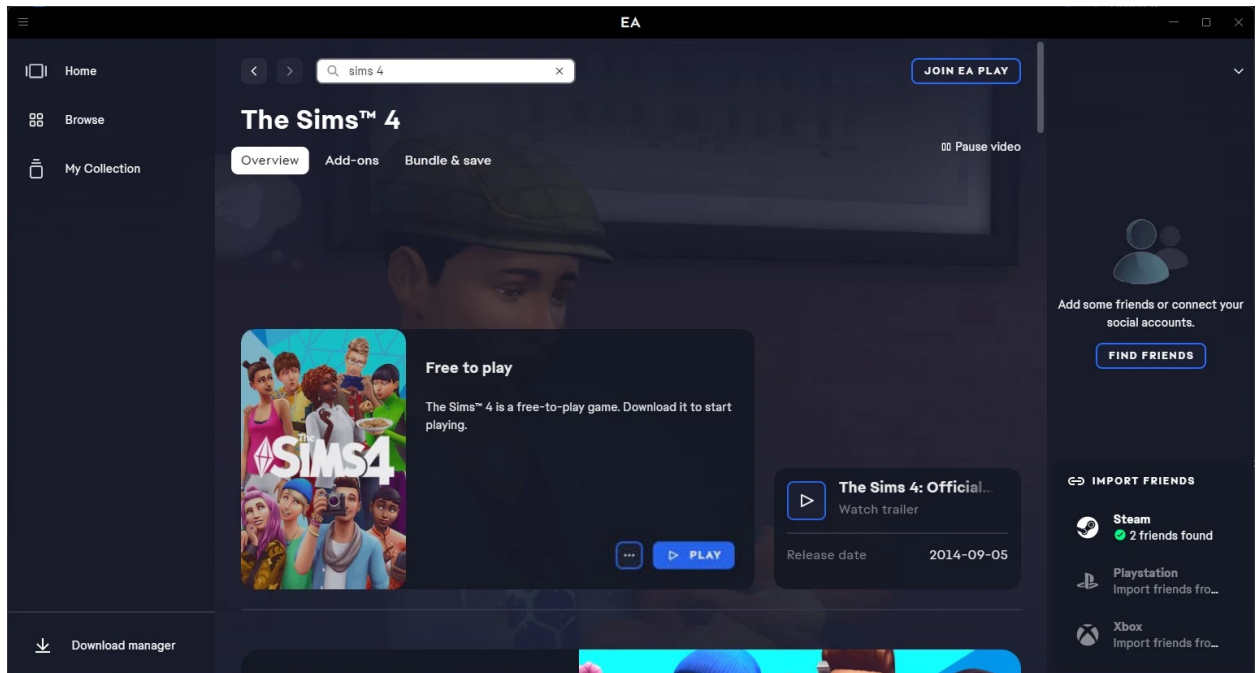 EA
Home
Browse
My Collection
Download manager
sims 4
JOIN EA PLAY
The Sims™ 4
Pause video
Overview
Add-ons
Bundle & save
The
SIMS4
Free to play
The Sims™ 4 is a free-to-play game. Download it to start
playing.
...
PLAY
The Sims 4: Official...
Watch trailer
Release date
2014-09-05
Add some friends or connect your
social accounts.
FIND FRIENDS
IMPORT FRIENDS
Steam
2 friends found
Playstation
Import friends fro...
Xbox
Import friends fro...